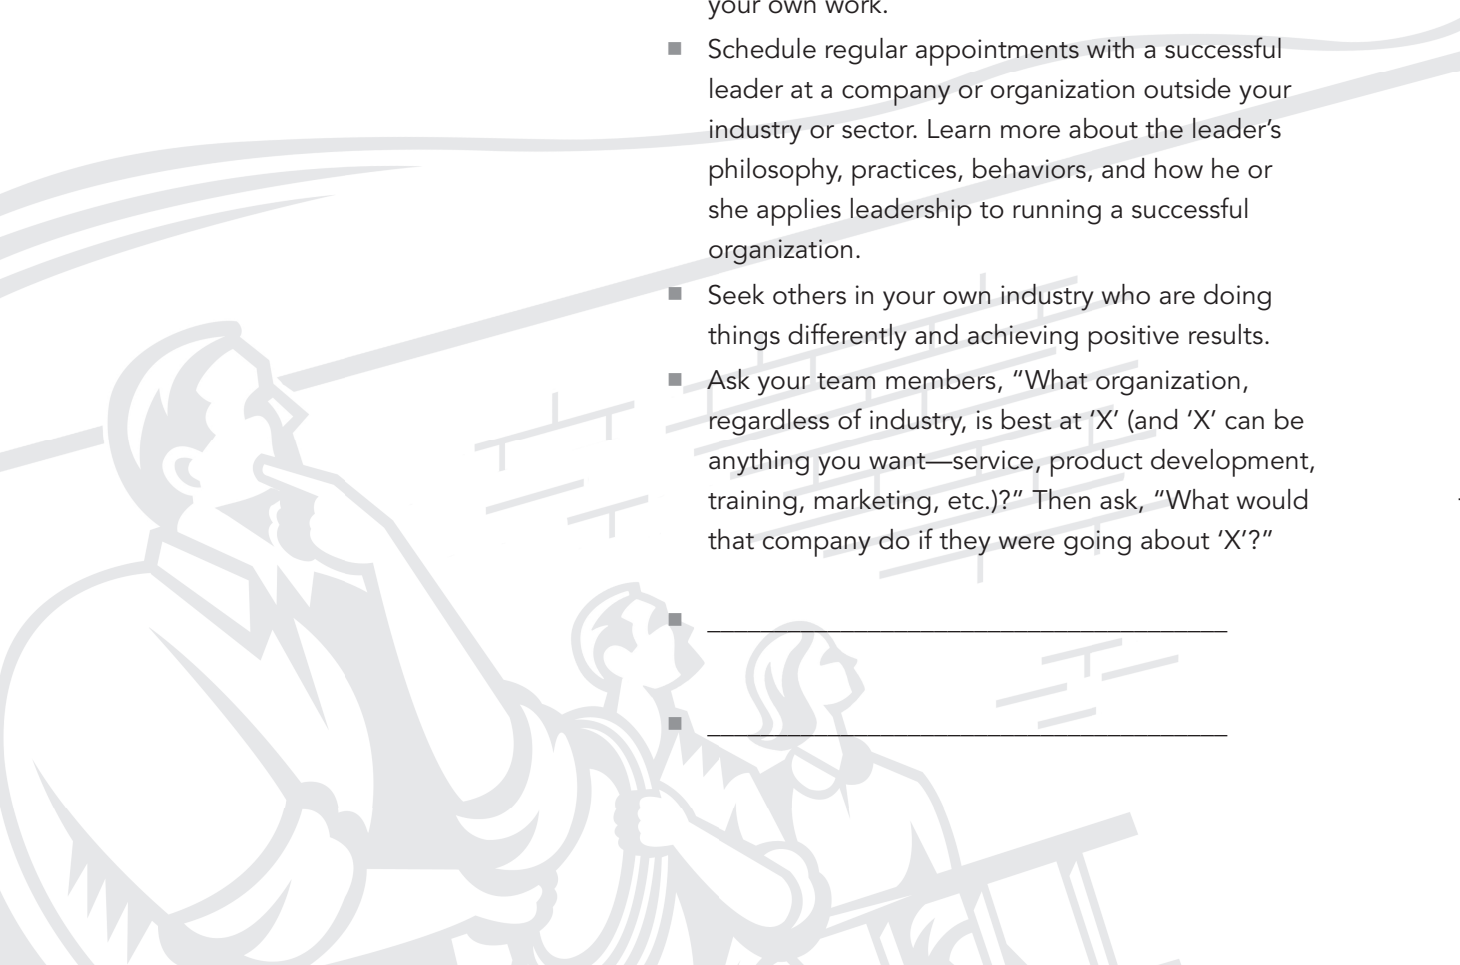 your own work.
■ Schedule regular appointments with a successful
leader at a company or organization outside your
industry or sector. Learn more about the leader’s
philosophy, practices, behaviors, and how he or
she applies leadership to running a successful
organization.
■ Seek others in your own industry who are doing
things differently and achieving positive results.
■ Ask your team members, “What organization,
regardless of industry, is best at ‘X’ (and ‘X’ can be
anything you want—service, product development,
training, marketing, etc.)?” Then ask, “What would
that company do if they were going about ‘X’?”
■ ________________________________________
■ ________________________________________